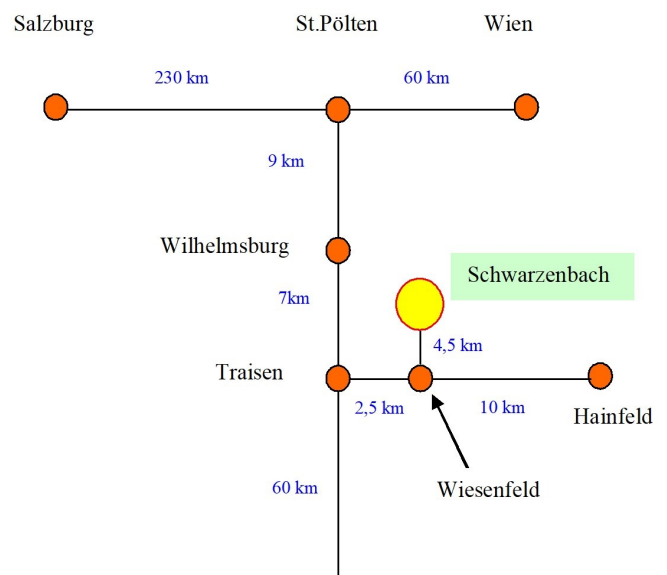 Salzburg St.Pölten Wien
230 km 60 km
9 km
Wilhelmsburg
Schwarzenbach
7km
4,5 km
Traisen
2,5 km 10 km
Hainfeld
60 km
Wiesenfeld